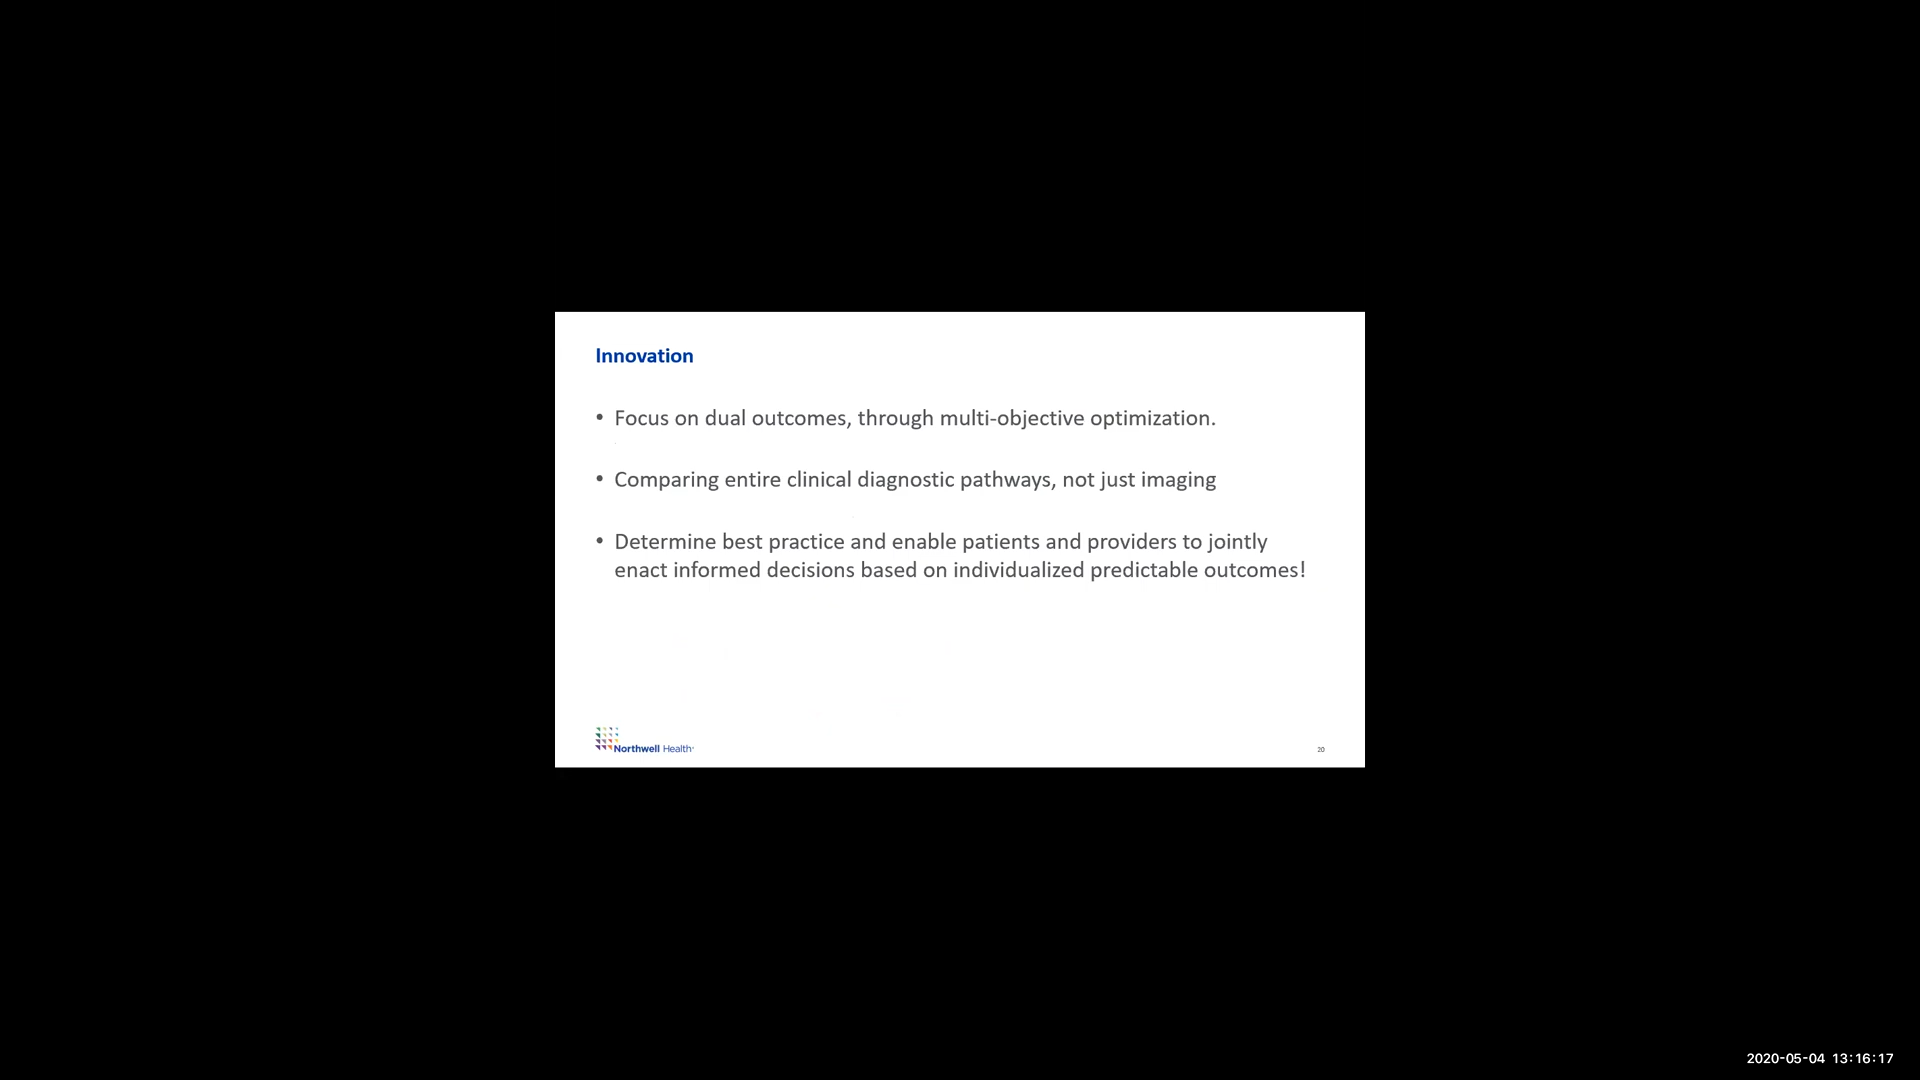 Innovation
• Focus on dual outcomes, through multi-objective optimization.
• Comparing entire clinical diagnostic pathways, not just imaging
• Determine best practice and enable patients and providers to jointly
enact informed decisions based on individualized predictable outcomes!
Northwell Health
20
2020-05-04 13:16:17